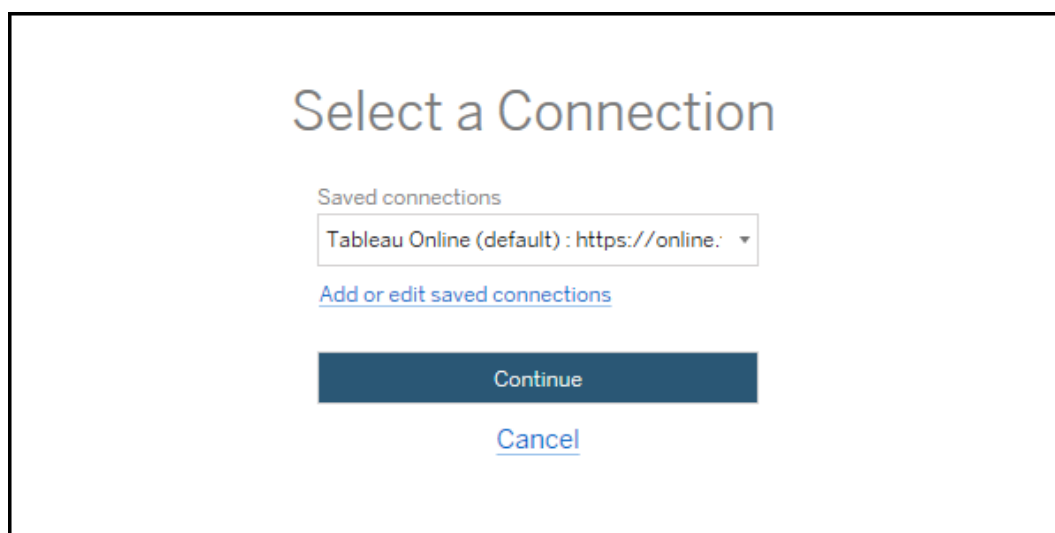 Select a Connection
Saved connections
Tableau Online (default) : https://online.
Add or edit saved connections
Continue
Cancel